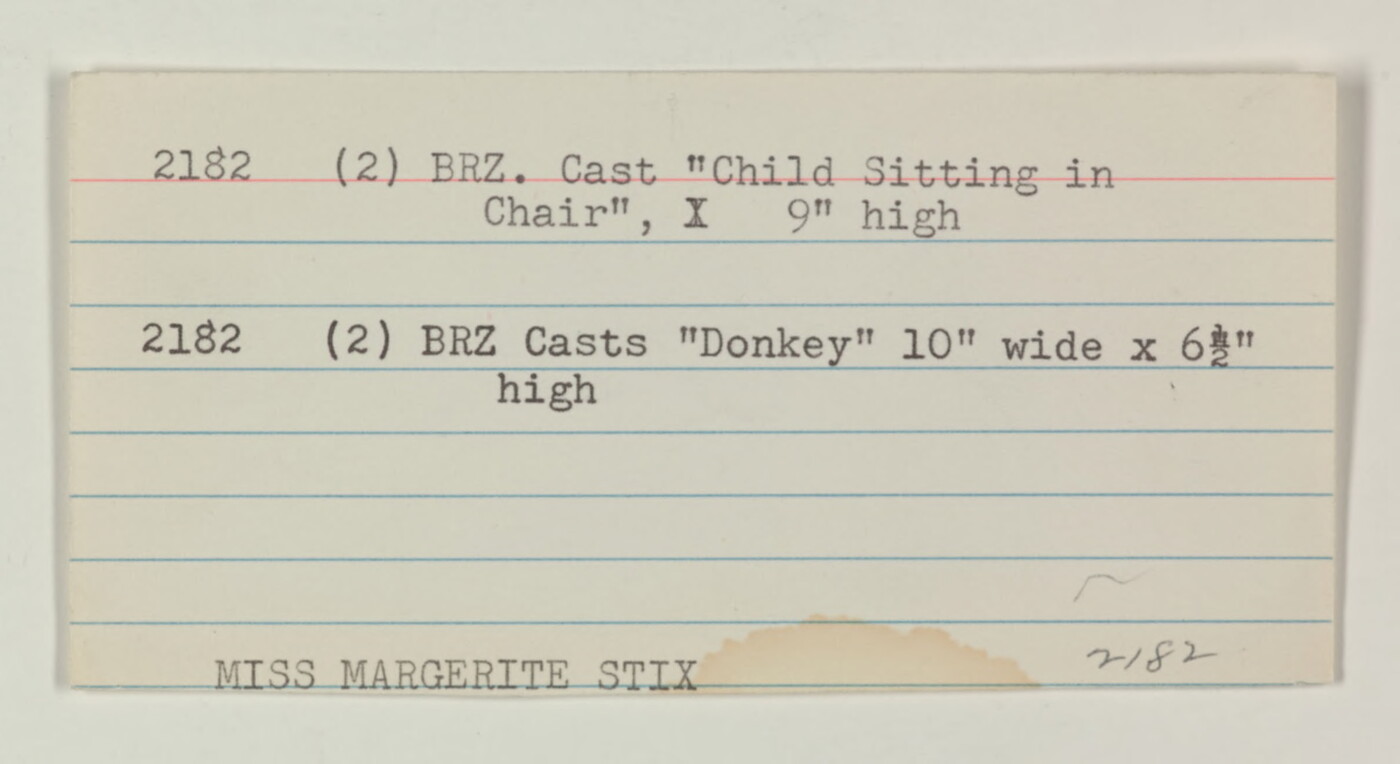 2182 (2) BRZ. Cast "Child Sitting in
Chair", X 9" high
2182 (2) BRZ Casts "Donkey" 10" wide x 6½"
high
2182
MISS MARGERITE STIX